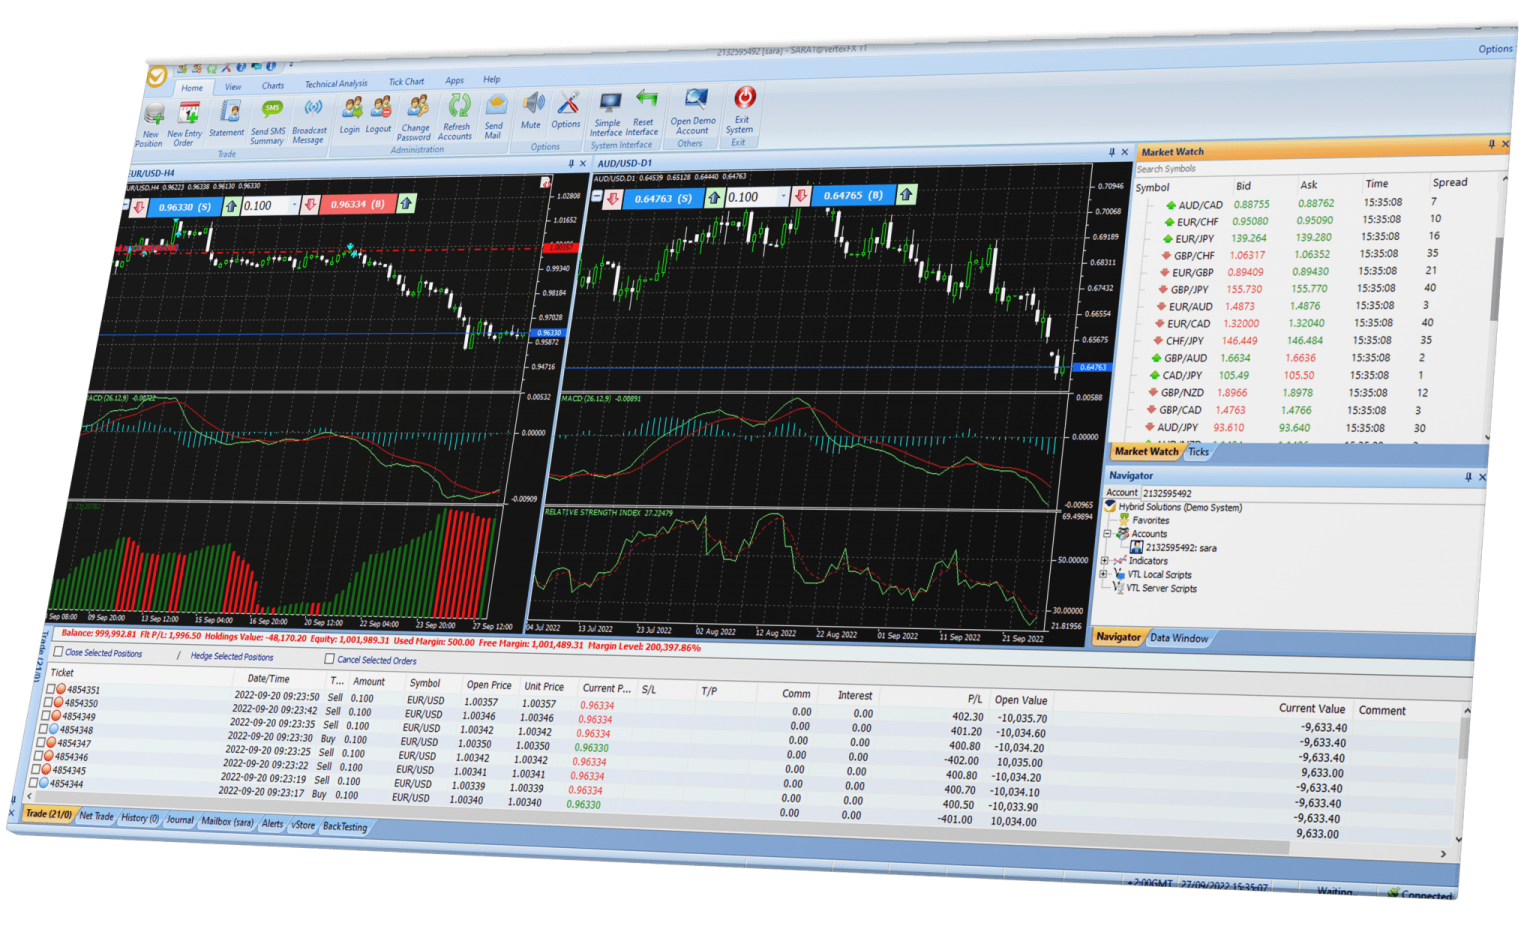 2132595492 [sara] - SARAT@VertexFX 11
Options
Home View Charts Technical Analysis Tick Chart Apps Help
New Position
New Entry Order
Statement
SMS
Send SMS Summary
Broadcast Message
Login
Logout
Change Password
Refresh Accounts
Send Mail
Mute
Options
Simple Interface
Reset Interface
Open Demo Account
Exit System
Trade Administration Options System Interface Others Exit
EUR/USD-H4
EUR/USD,H4 0.96223 0.96338 0.96130 0.96330
0.96330 (S) 0.100 0.96334 (B)
1.02808
1.01652
1.00357
0.99340
0.98184
0.97028
0.96330
0.95872
0.94716
MACD (26,12,9) -0.00722
0.00532
0.00000
-0.00909
Sep 08:00 09 Sep 20:00 13 Sep 12:00 15 Sep 04:00 16 Sep 20:00 20 Sep 12:00 22 Sep 04:00 23 Sep 20:00 27 Sep 12:00
AUD/USD-D1
AUD/USD,D1 0.64539 0.65128 0.64440 0.64763
0.64763 (S) 0.100 0.64765 (B)
0.70946
0.70068
0.69189
0.68311
0.67432
0.66554
0.65675
0.64763
MACD (26,12,9) -0.00891
0.00588
0.00000
-0.00965
RELATIVE STRENGTH INDEX 27.22479
69.49894
50.00000
30.00000
21.81956
04 Jul 2022 13 Jul 2022 23 Jul 2022 02 Aug 2022 12 Aug 2022 22 Aug 2022 01 Sep 2022 11 Sep 2022 21 Sep 2022
Market Watch
Search Symbols
Symbol Bid Ask Time Spread
AUD/CAD 0.88755 0.88762 15:35:08 7
EUR/CHF 0.95080 0.95090 15:35:08 10
EUR/JPY 139.264 139.280 15:35:08 16
GBP/CHF 1.06317 1.06352 15:35:08 35
EUR/GBP 0.89409 0.89430 15:35:08 21
GBP/JPY 155.730 155.770 15:35:08 40
EUR/AUD 1.4873 1.4876 15:35:08 3
EUR/CAD 1.32000 1.32040 15:35:08 40
CHF/JPY 146.449 146.484 15:35:08 35
GBP/AUD 1.6634 1.6636 15:35:08 2
CAD/JPY 105.49 105.50 15:35:08 1
GBP/NZD 1.8966 1.8978 15:35:08 12
GBP/CAD 1.4763 1.4766 15:35:08 3
AUD/JPY 93.610 93.640 15:35:08 30
Market Watch Ticks
Navigator
Account 2132595492
Hybrid Solutions (Demo System)
Favorites
Accounts
2132595492: sara
Indicators
VTL Local Scripts
VTL Server Scripts
Navigator Data Window
Balance: 999,992.81 Flt P/L: 1,996.50 Holdings Value: -48,170.20 Equity: 1,001,989.31 Used Margin: 500.00 Free Margin: 1,001,489.31 Margin Level: 200,397.86%
Close Selected Positions / Hedge Selected Positions Cancel Selected Orders
Ticket Date/Time T... Amount Symbol Open Price Unit Price Current P... S/L T/P Comm Interest P/L Open Value Current Value Comment
4854351 2022-09-20 09:23:50 Sell 0.100 EUR/USD 1.00357 1.00357 0.96334 0.00 0.00 402.30 -10,035.70 -9,633.40
4854350 2022-09-20 09:23:42 Sell 0.100 EUR/USD 1.00346 1.00346 0.96334 0.00 0.00 401.20 -10,034.60 -9,633.40
4854349 2022-09-20 09:23:35 Sell 0.100 EUR/USD 1.00342 1.00342 0.96334 0.00 0.00 400.80 -10,034.20 -9,633.40
4854348 2022-09-20 09:23:30 Buy 0.100 EUR/USD 1.00350 1.00350 0.96330 0.00 0.00 -402.00 10,035.00 9,633.00
4854347 2022-09-20 09:23:25 Sell 0.100 EUR/USD 1.00342 1.00342 0.96334 0.00 0.00 400.80 -10,034.20 -9,633.40
4854346 2022-09-20 09:23:22 Sell 0.100 EUR/USD 1.00341 1.00341 0.96334 0.00 0.00 400.70 -10,034.10 -9,633.40
4854345 2022-09-20 09:23:19 Sell 0.100 EUR/USD 1.00339 1.00339 0.96334 0.00 0.00 400.50 -10,033.90 -9,633.40
4854344 2022-09-20 09:23:17 Buy 0.100 EUR/USD 1.00340 1.00340 0.96330 0.00 0.00 -401.00 10,034.00 9,633.00
Trade (21/0) Net Trade History (0) Journal Mailbox (sara) Alerts vStore BackTesting
+2:00GMT 27/09/2022 15:35:07 Waiting... Connected